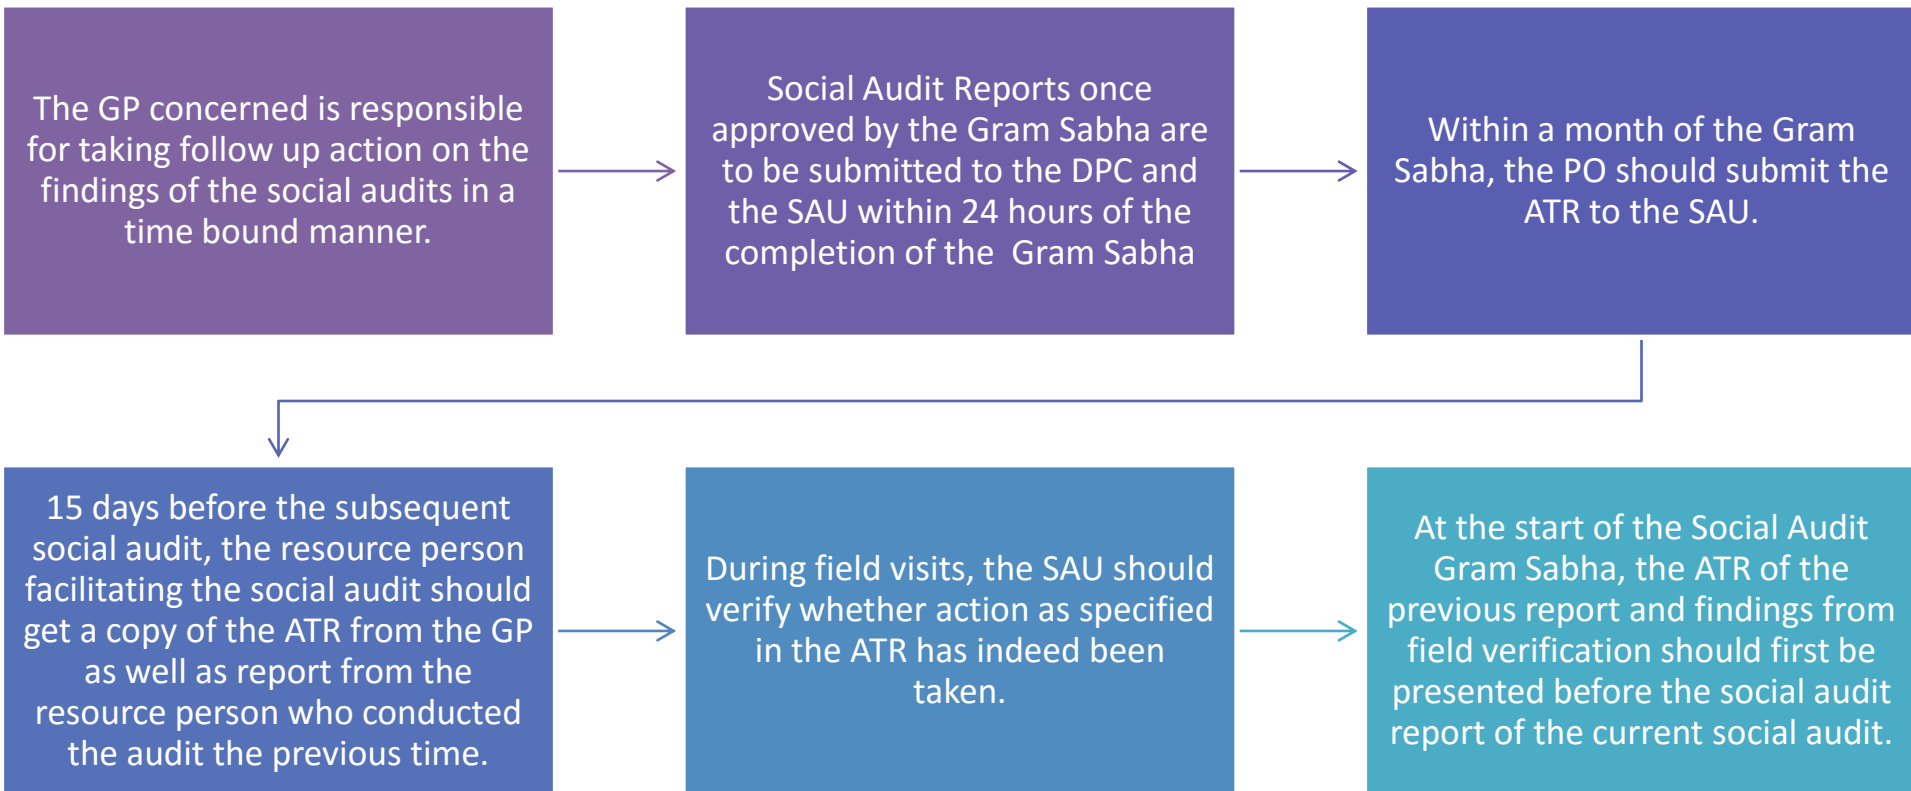 The GP concerned is responsible
for taking follow up action on the
findings of the social audits in a
time bound manner.
Social Audit Reports once
approved by the Gram Sabha are
to be submitted to the DPC and
the SAU within 24 hours of the
completion of the  Gram Sabha
Within a month of the Gram
Sabha, the PO should submit the
ATR to the SAU.
15 days before the subsequent
social audit, the resource person
facilitating the social audit should
get a copy of the ATR from the GP
as well as report from the
resource person who conducted
the audit the previous time.
During field visits, the SAU should
verify whether action as specified
in the ATR has indeed been
taken.
At the start of the Social Audit
Gram Sabha, the ATR of the
previous report and findings from
field verification should first be
presented before the social audit
report of the current social audit.